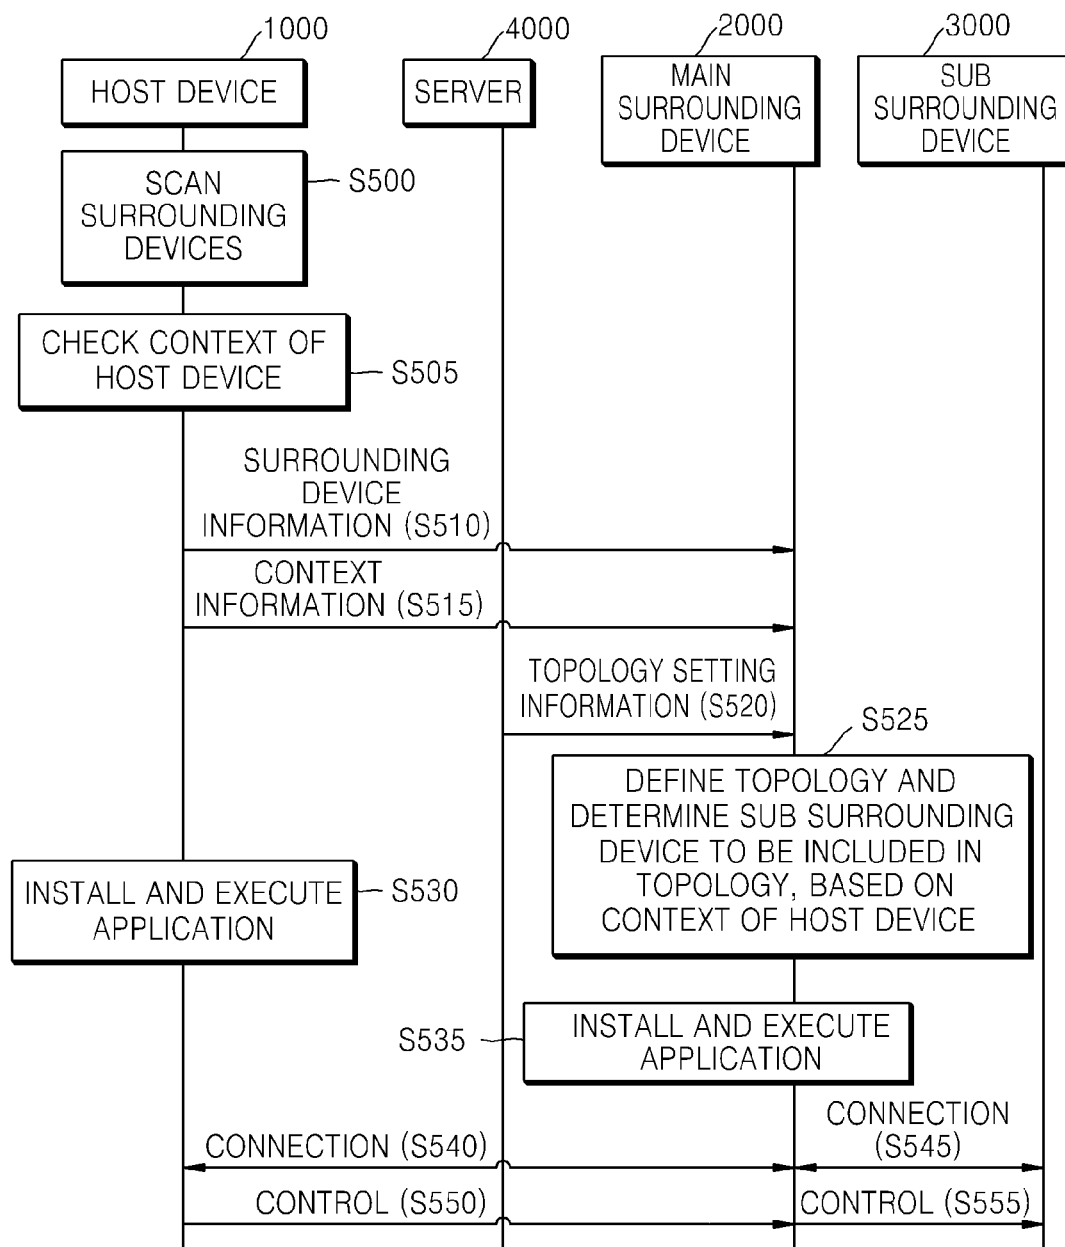 1000
4000
2000
3000
HOST DEVICE
SERVER
MAIN
SURROUNDING
DEVICE
SUB
SURROUNDING
DEVICE
SCAN
SURROUNDING
DEVICES
S500
CHECK CONTEXT OF
HOST DEVICE
S505
SURROUNDING
DEVICE
INFORMATION (S510)
CONTEXT
INFORMATION (S515)
TOPOLOGY SETTING
INFORMATION (S520)
S525
DEFINE TOPOLOGY AND
DETERMINE SUB SURROUNDING
DEVICE TO BE INCLUDED IN
TOPOLOGY, BASED ON
CONTEXT OF HOST DEVICE
INSTALL AND EXECUTE
APPLICATION
S530
S535
INSTALL AND EXECUTE
APPLICATION
CONNECTION (S540)
CONNECTION
(S545)
CONTROL (S550)
CONTROL (S555)